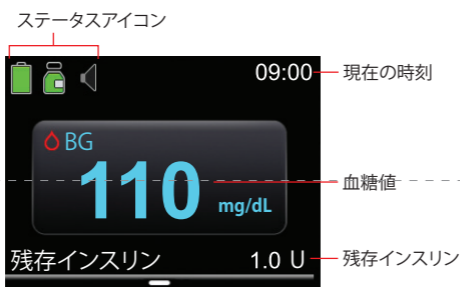 ステータスアイコン
09:00
現在の時刻
BG
110 mg/dL
血糖値
残存インスリン 1.0 U
残存インスリン